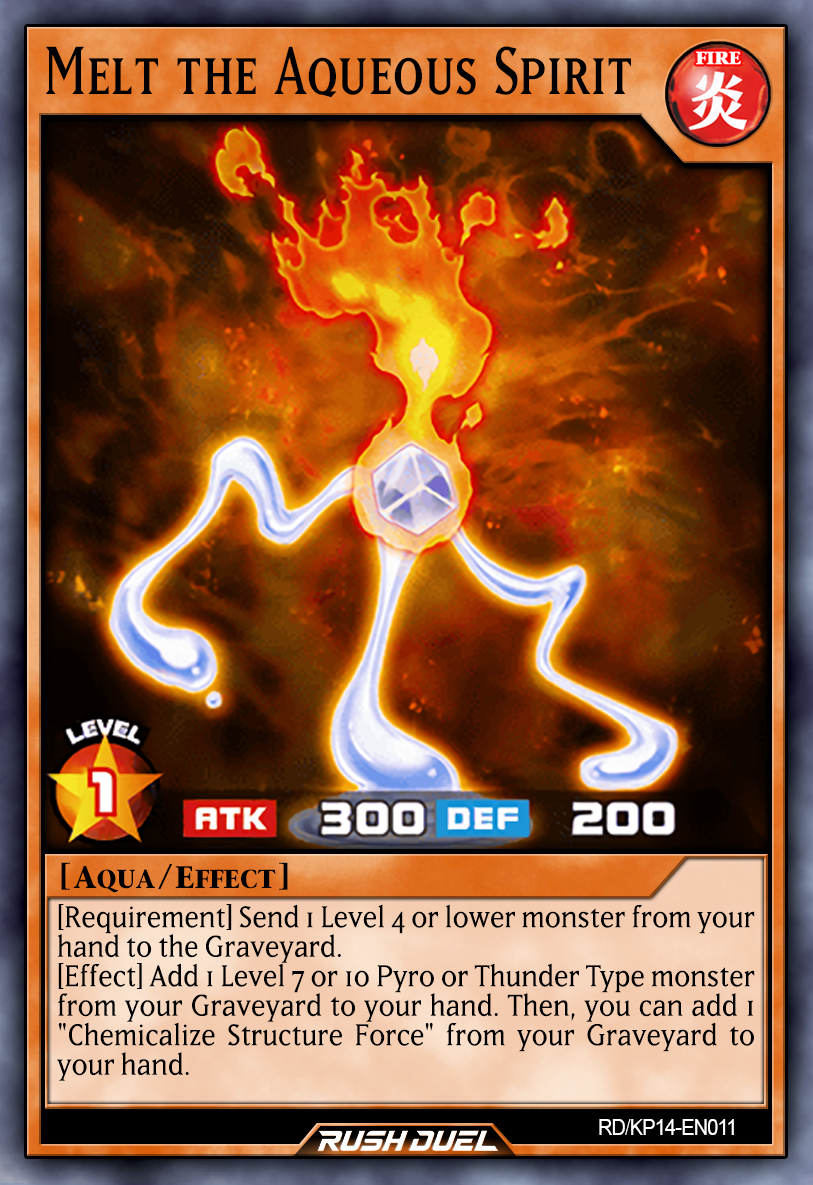 Melt the Aqueous Spirit
FIRE
炎
LEVEL
1
ATK 300 DEF 200
[Aqua/Effect]
[Requirement] Send 1 Level 4 or lower monster from your
hand to the Graveyard.
[Effect] Add 1 Level 7 or 10 Pyro or Thunder Type monster
from your Graveyard to your hand. Then, you can add 1
"Chemicalize Structure Force" from your Graveyard to
your hand.
RD/KP14-EN011
RUSH DUEL